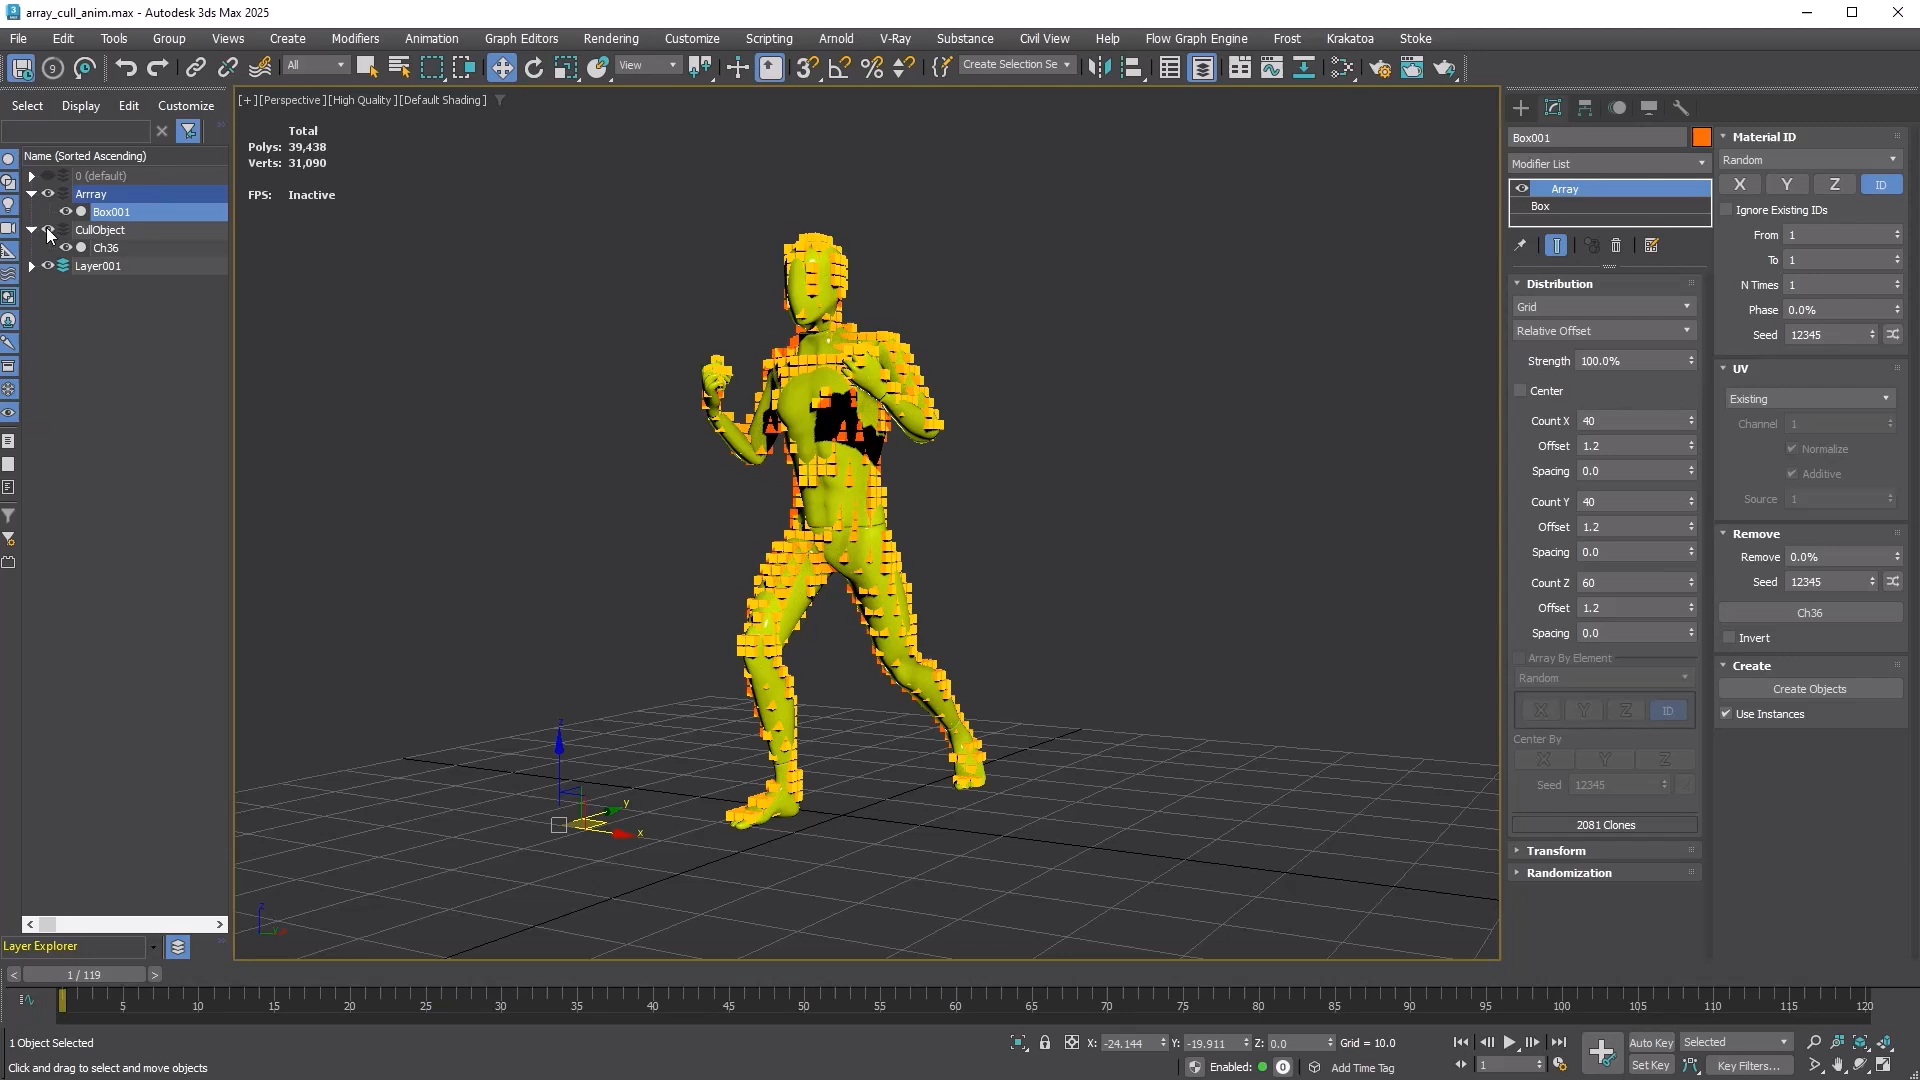 array_cull_anim.max - Autodesk 3ds Max 2025
File Edit Tools Group Views Create Modifiers Animation Graph Editors Rendering Customize Scripting Arnold V-Ray Substance Civil View Help Flow Graph Engine Frost Krakatoa Stoke
All View Create Selection Se
Select Display Edit Customize
Name (Sorted Ascending)
0 (default)
Arrray
Box001
CullObject
Ch36
Layer001
Layer Explorer
[+] [Perspective] [High Quality] [Default Shading]
Total
Polys: 39,438
Verts: 31,090
FPS: Inactive
z
y
x
z
y
Box001
Modifier List
Array
Box
Distribution
Grid
Relative Offset
Strength 100.0%
Center
Count X 40
Offset 1.2
Spacing 0.0
Count Y 40
Offset 1.2
Spacing 0.0
Count Z 60
Offset 1.2
Spacing 0.0
Array By Element
Random
X Y Z ID
Center By
X Y Z
Seed 12345
2081 Clones
Transform
Randomization
Material ID
Random
X Y Z ID
Ignore Existing IDs
From 1
To 1
N Times 1
Phase 0.0%
Seed 12345
UV
Existing
Channel 1
Normalize
Additive
Source 1
Remove
Remove 0.0%
Seed 12345
Ch36
Invert
Create
Create Objects
Use Instances
< 1 / 119 >
5 10 15 20 25 30 35 40 45 50 55 60 65 70 75 80 85 90 95 100 105 110 115 120
1 Object Selected
Click and drag to select and move objects
X: -24.144 Y: -19.911 Z: 0.0 Grid = 10.0
Enabled: 0 Add Time Tag
1
Auto Key Selected
Set Key Key Filters...